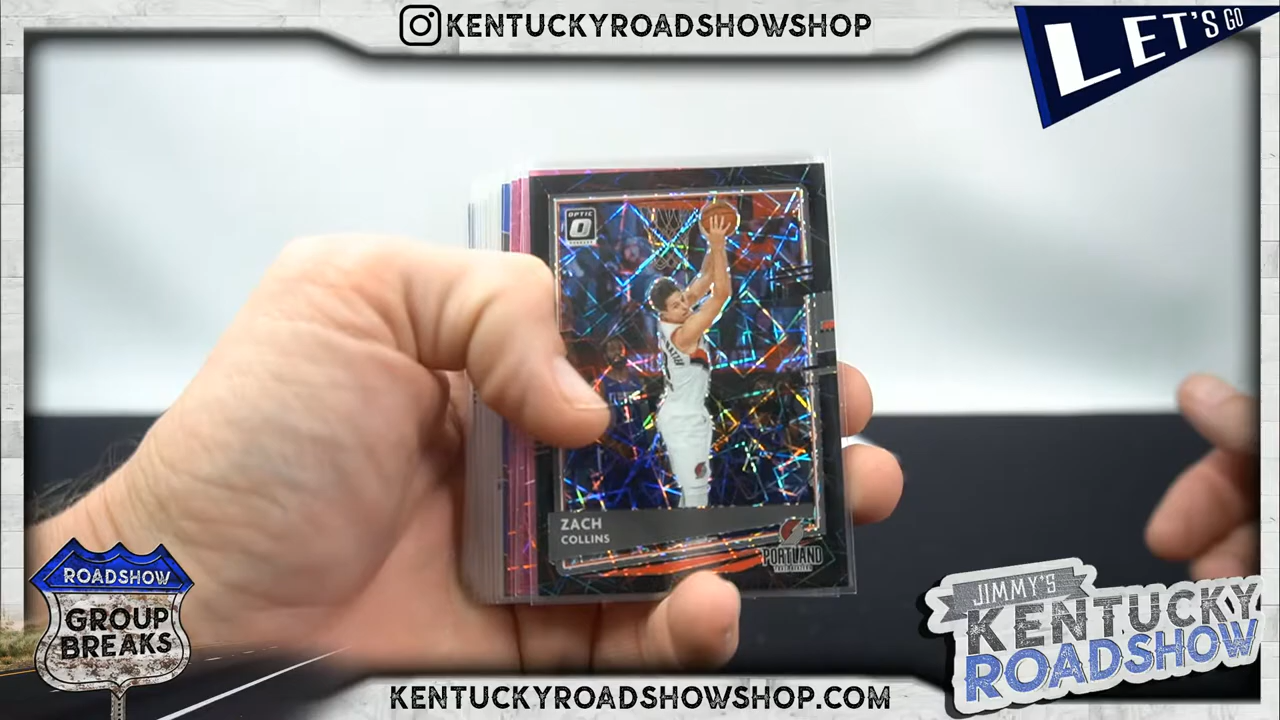 KENTUCKYROADSHOWSHOP
LET'S GO
OPTIC
ZACH
COLLINS
PORTLAND
ROADSHOW
GROUP
BREAKS
JIMMY'S
KENTUCKY
ROADSHOW
KENTUCKYROADSHOWSHOP.COM